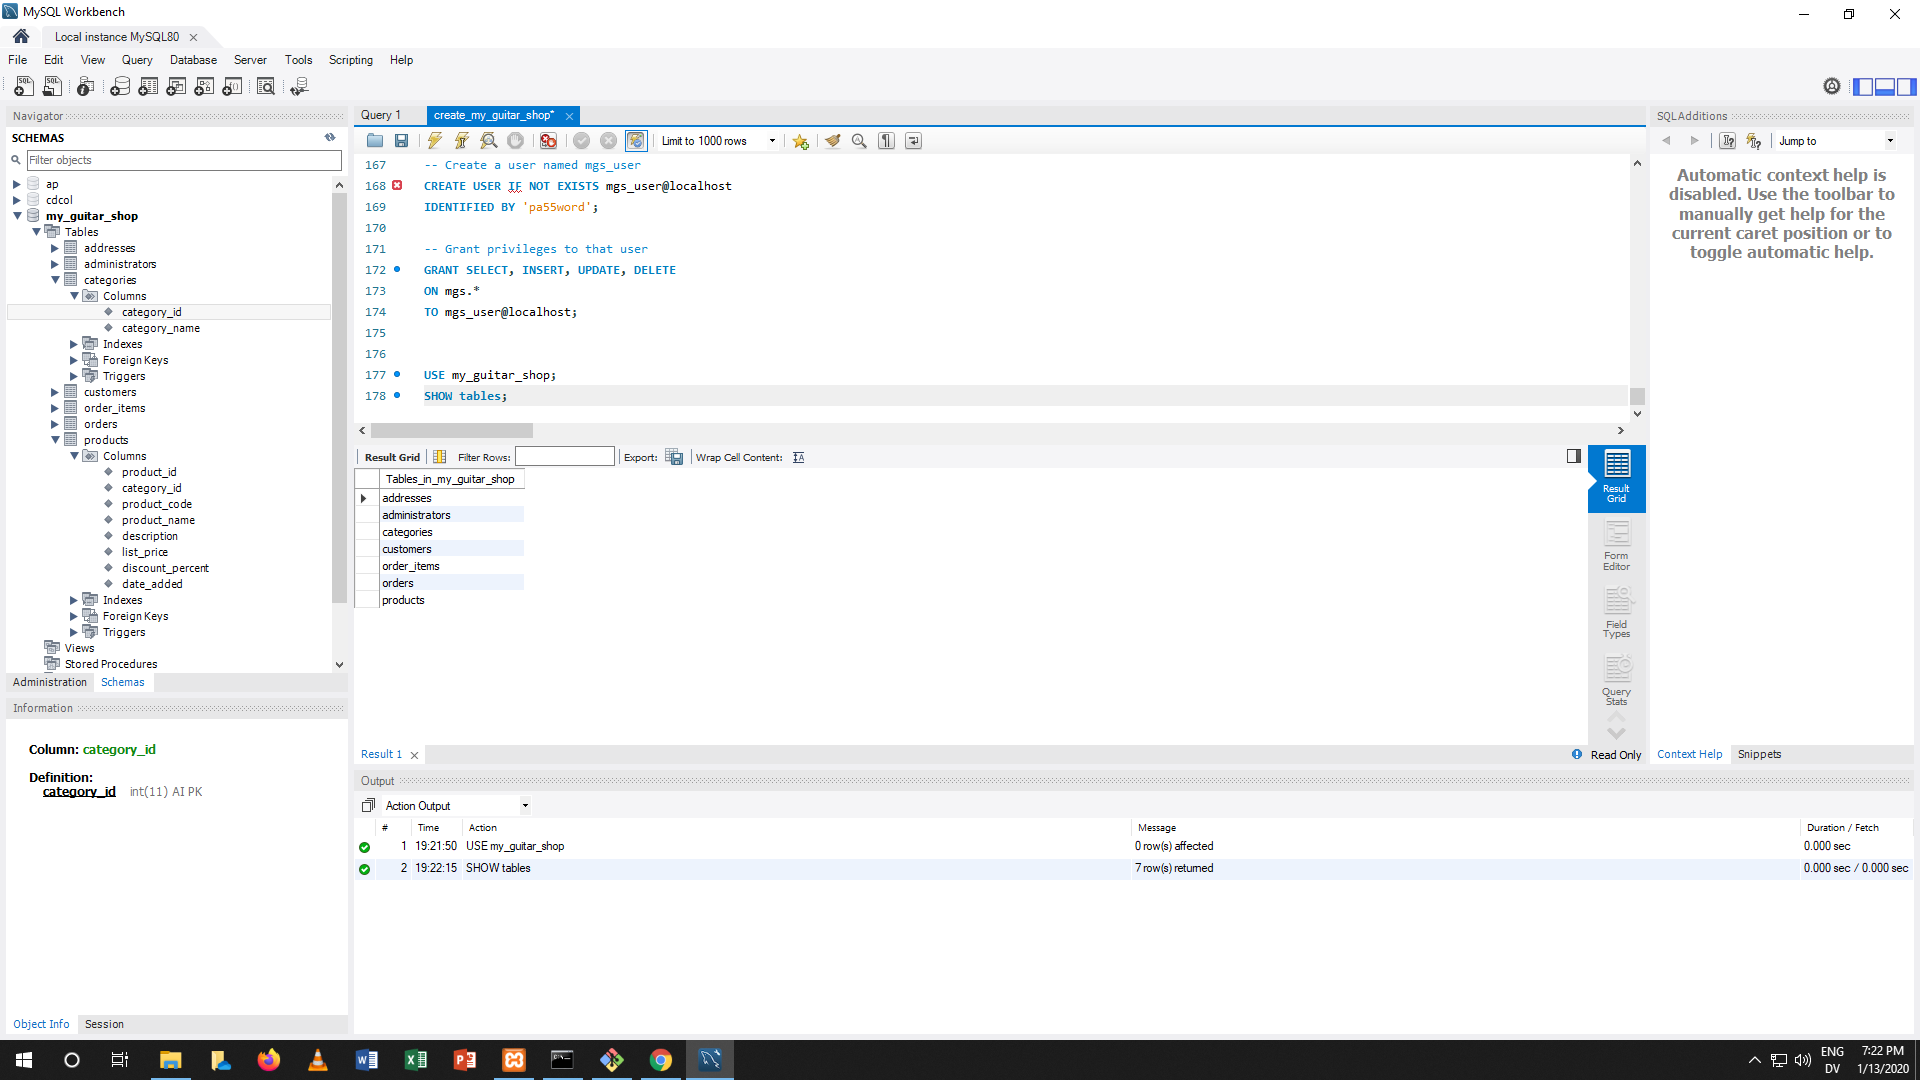 MySQL Workbench
Local instance MySQL80
File Edit View Query Database Server Tools Scripting Help
Navigator
SCHEMAS
Filter objects
ap
cdcol
my_guitar_shop
Tables
addresses
administrators
categories
Columns
category_id
category_name
Indexes
Foreign Keys
Triggers
customers
order_items
orders
products
Columns
product_id
category_id
product_code
product_name
description
list_price
discount_percent
date_added
Indexes
Foreign Keys
Triggers
Views
Stored Procedures
Administration Schemas
Information
Column: category_id
Definition:
category_id int(11) AI PK
Object Info Session
Query 1 create_my_guitar_shop*
Limit to 1000 rows
167 -- Create a user named mgs_user
168 CREATE USER IF NOT EXISTS mgs_user@localhost
169 IDENTIFIED BY 'pa55word';
170
171 -- Grant privileges to that user
172 GRANT SELECT, INSERT, UPDATE, DELETE
173 ON mgs.*
174 TO mgs_user@localhost;
175
176
177 USE my_guitar_shop;
178 SHOW tables;
Result Grid Filter Rows: Export: Wrap Cell Content:
Tables_in_my_guitar_shop
addresses
administrators
categories
customers
order_items
orders
products
Result
Grid
Form
Editor
Field
Types
Query
Stats
Result 1 Read Only
Output
Action Output
# Time Action Message Duration / Fetch
1 19:21:50 USE my_guitar_shop 0 row(s) affected 0.000 sec
2 19:22:15 SHOW tables 7 row(s) returned 0.000 sec / 0.000 sec
SQLAdditions
Jump to
Automatic context help is
disabled. Use the toolbar to
manually get help for the
current caret position or to
toggle automatic help.
Context Help Snippets
ENG
DV
7:22 PM
1/13/2020